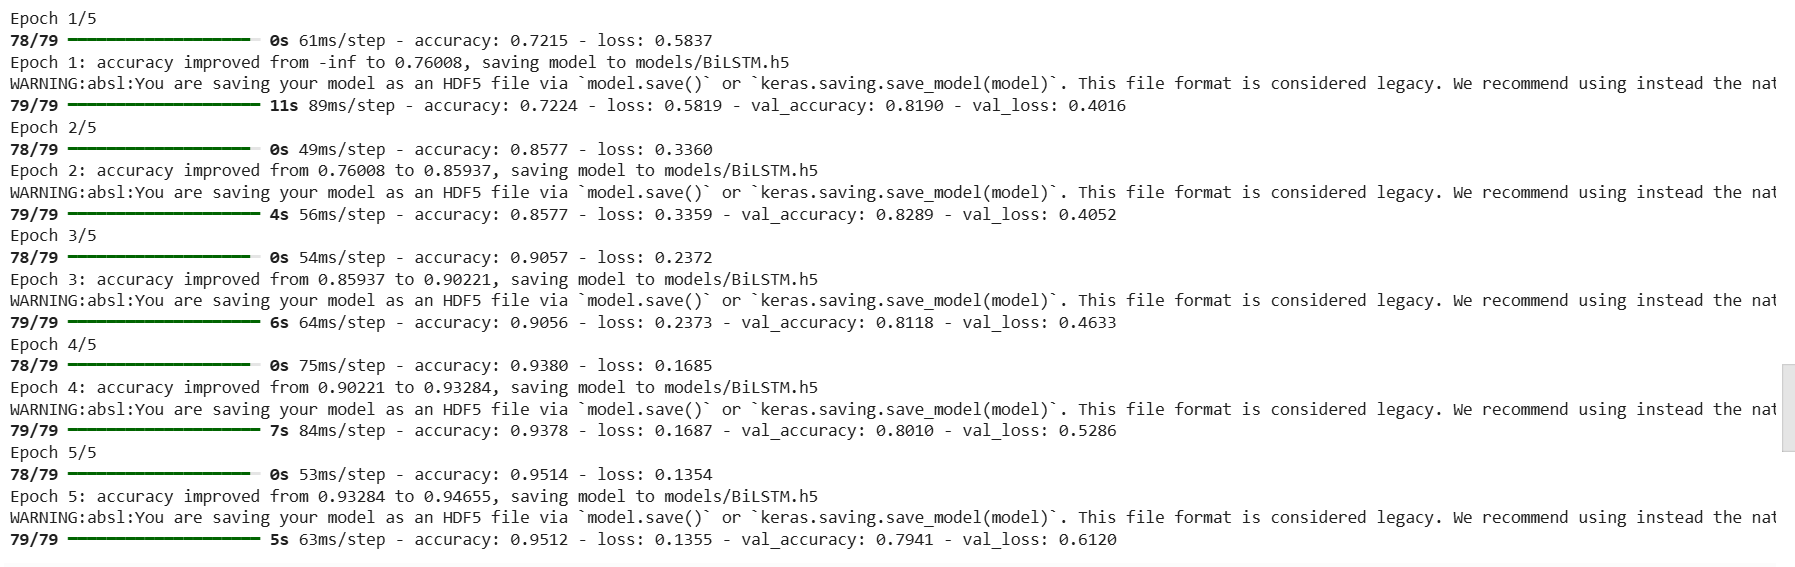 Epoch 1/5
78/79 ━━━━━━━━━━━━━━━━━━━━ 0s 61ms/step - accuracy: 0.7215 - loss: 0.5837
Epoch 1: accuracy improved from -inf to 0.76008, saving model to models/BiLSTM.h5
WARNING:absl:You are saving your model as an HDF5 file via `model.save()` or `keras.saving.save_model(model)`. This file format is considered legacy. We recommend using instead the nat
79/79 ━━━━━━━━━━━━━━━━━━━━ 11s 89ms/step - accuracy: 0.7224 - loss: 0.5819 - val_accuracy: 0.8190 - val_loss: 0.4016
Epoch 2/5
78/79 ━━━━━━━━━━━━━━━━━━━━ 0s 49ms/step - accuracy: 0.8577 - loss: 0.3360
Epoch 2: accuracy improved from 0.76008 to 0.85937, saving model to models/BiLSTM.h5
WARNING:absl:You are saving your model as an HDF5 file via `model.save()` or `keras.saving.save_model(model)`. This file format is considered legacy. We recommend using instead the nat
79/79 ━━━━━━━━━━━━━━━━━━━━ 4s 56ms/step - accuracy: 0.8577 - loss: 0.3359 - val_accuracy: 0.8289 - val_loss: 0.4052
Epoch 3/5
78/79 ━━━━━━━━━━━━━━━━━━━━ 0s 54ms/step - accuracy: 0.9057 - loss: 0.2372
Epoch 3: accuracy improved from 0.85937 to 0.90221, saving model to models/BiLSTM.h5
WARNING:absl:You are saving your model as an HDF5 file via `model.save()` or `keras.saving.save_model(model)`. This file format is considered legacy. We recommend using instead the nat
79/79 ━━━━━━━━━━━━━━━━━━━━ 6s 64ms/step - accuracy: 0.9056 - loss: 0.2373 - val_accuracy: 0.8118 - val_loss: 0.4633
Epoch 4/5
78/79 ━━━━━━━━━━━━━━━━━━━━ 0s 75ms/step - accuracy: 0.9380 - loss: 0.1685
Epoch 4: accuracy improved from 0.90221 to 0.93284, saving model to models/BiLSTM.h5
WARNING:absl:You are saving your model as an HDF5 file via `model.save()` or `keras.saving.save_model(model)`. This file format is considered legacy. We recommend using instead the nat
79/79 ━━━━━━━━━━━━━━━━━━━━ 7s 84ms/step - accuracy: 0.9378 - loss: 0.1687 - val_accuracy: 0.8010 - val_loss: 0.5286
Epoch 5/5
78/79 ━━━━━━━━━━━━━━━━━━━━ 0s 53ms/step - accuracy: 0.9514 - loss: 0.1354
Epoch 5: accuracy improved from 0.93284 to 0.94655, saving model to models/BiLSTM.h5
WARNING:absl:You are saving your model as an HDF5 file via `model.save()` or `keras.saving.save_model(model)`. This file format is considered legacy. We recommend using instead the nat
79/79 ━━━━━━━━━━━━━━━━━━━━ 5s 63ms/step - accuracy: 0.9512 - loss: 0.1355 - val_accuracy: 0.7941 - val_loss: 0.6120